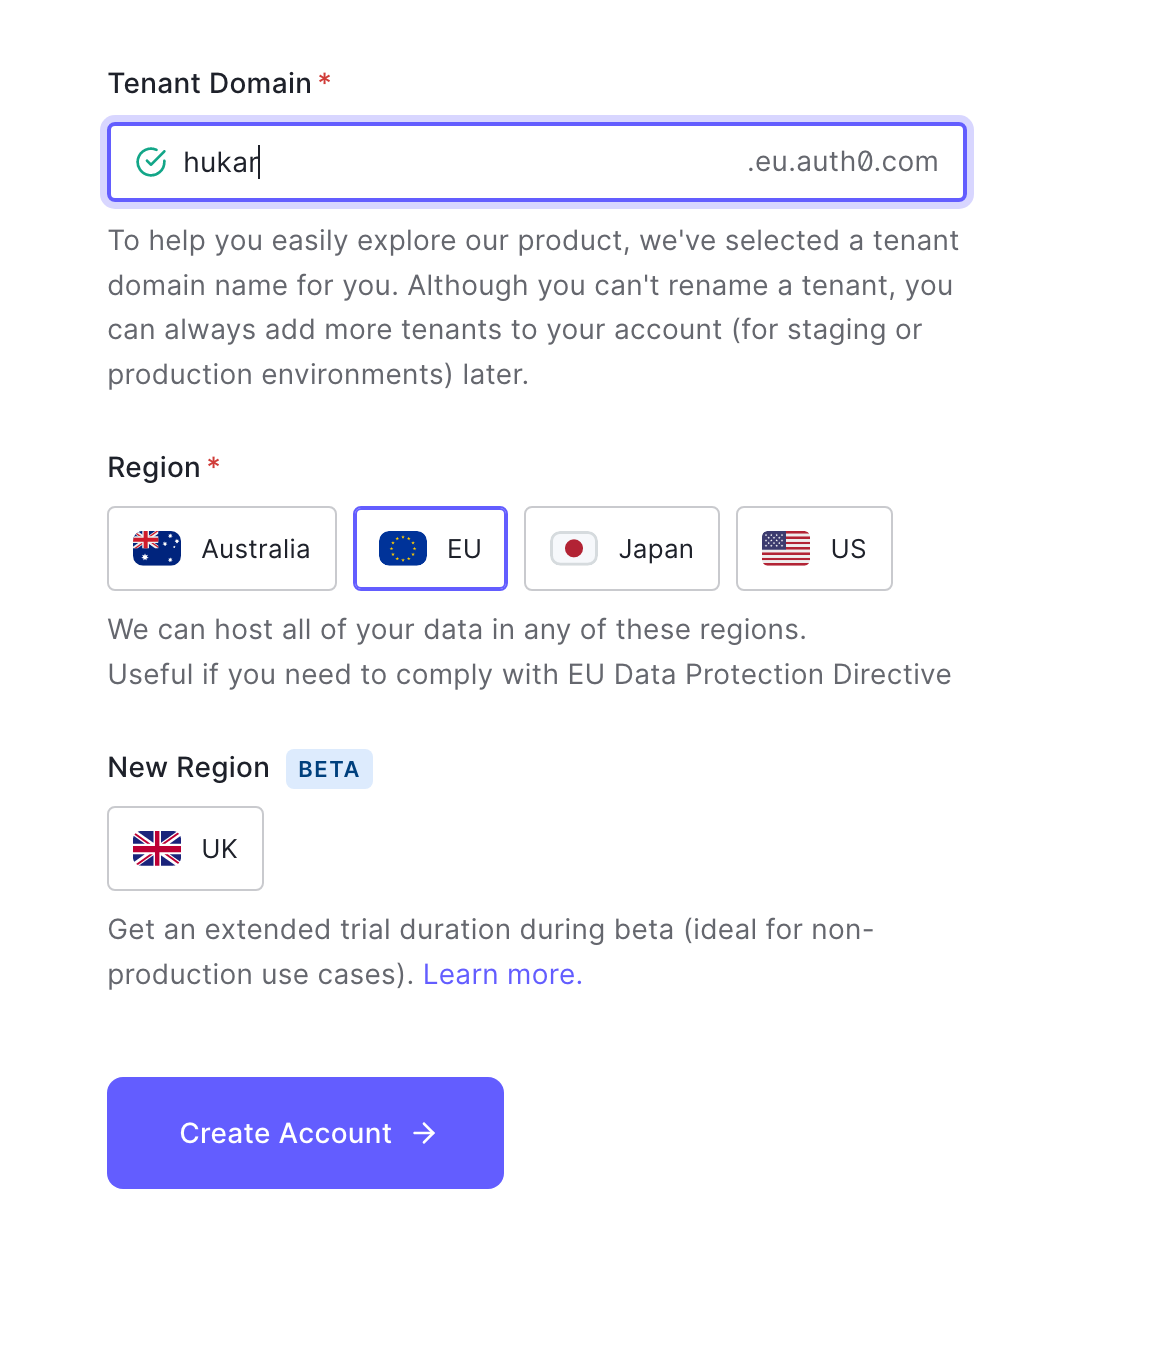 Tenant Domain *
hukar .eu.auth0.com
To help you easily explore our product, we've selected a tenant
domain name for you. Although you can't rename a tenant, you
can always add more tenants to your account (for staging or
production environments) later.
Region *
Australia EU Japan US
We can host all of your data in any of these regions.
Useful if you need to comply with EU Data Protection Directive
New Region BETA
UK
Get an extended trial duration during beta (ideal for non-
production use cases). Learn more.
Create Account →